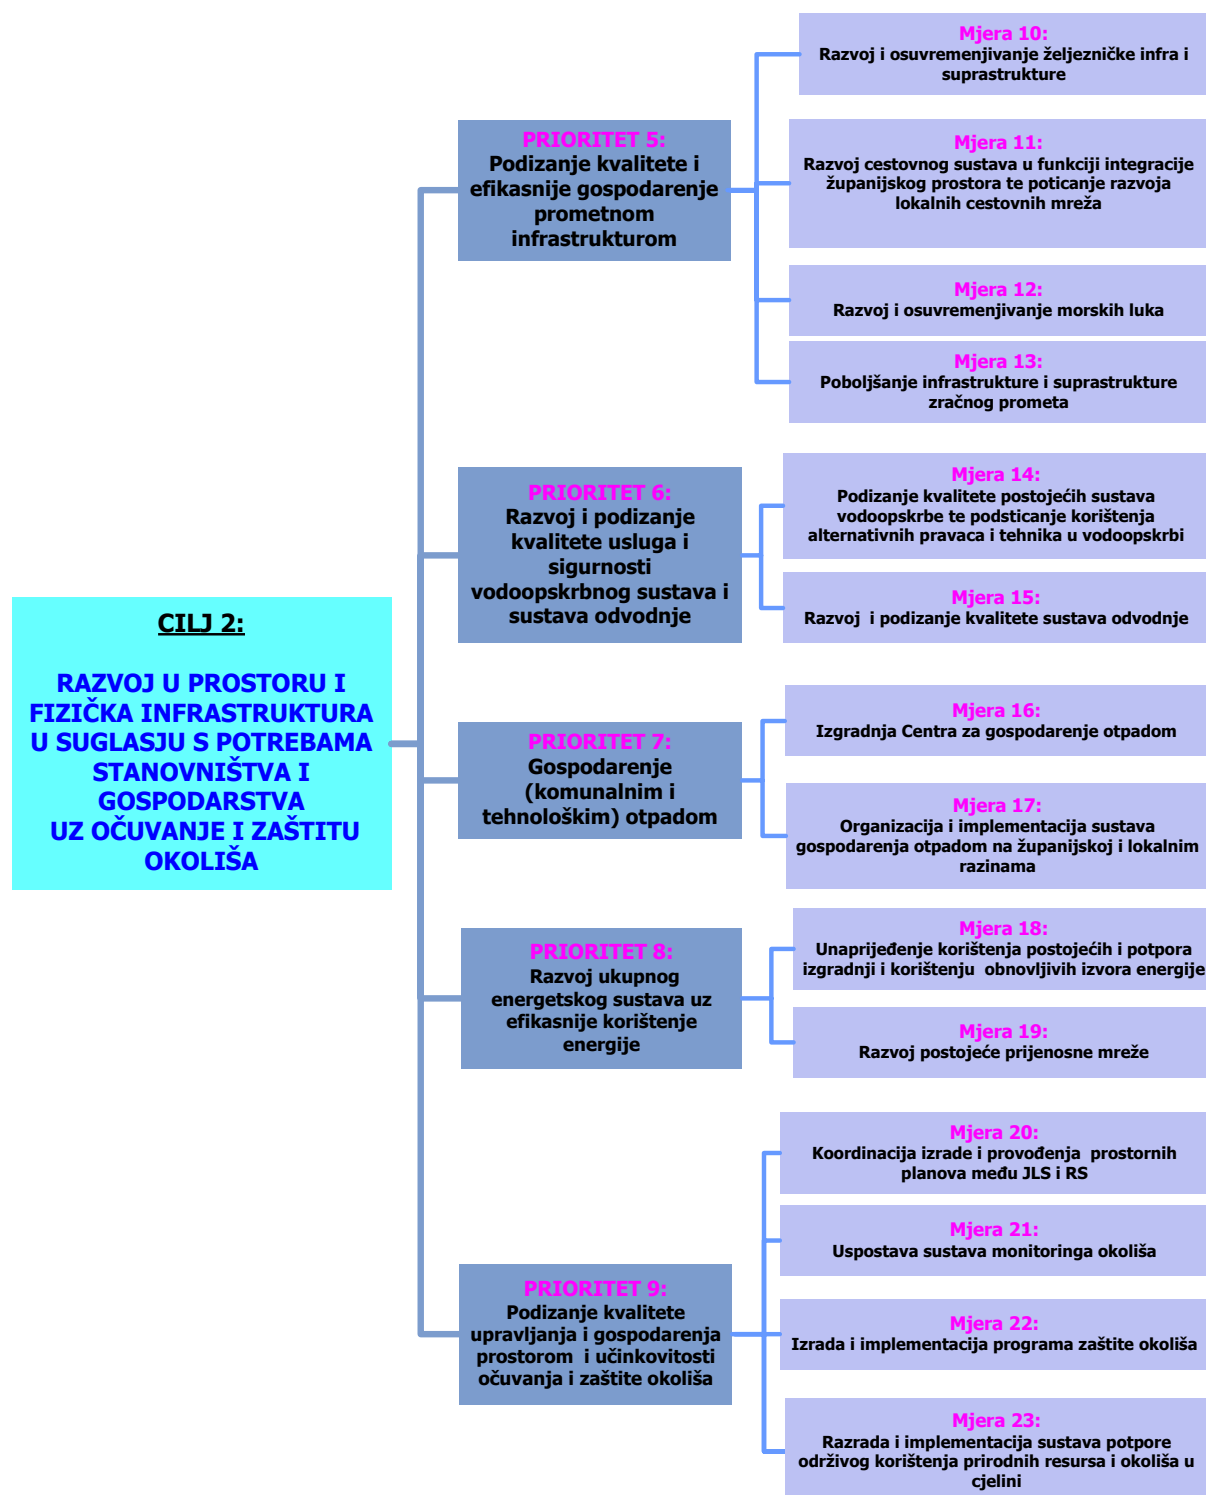 CILJ 2:
RAZVOJ U PROSTORU I
FIZIČKA INFRASTRUKTURA
U SUGLASJU S POTREBAMA
STANOVNIŠTVA I
GOSPODARSTVA
UZ OČUVANJE I ZAŠTITU
OKOLIŠA
PRIORITET 5:
Podizanje kvalitete i
efikasnije gospodarenje
prometnom
infrastrukturom
Mjera 10:
Razvoj i osuvremenjivanje željezničke infra i
suprastrukture
Mjera 11:
Razvoj cestovnog sustava u funkciji integracije
županijskog prostora te poticanje razvoja
lokalnih cestovnih mreža
Mjera 12:
Razvoj i osuvremenjivanje morskih luka
Mjera 13:
Poboljšanje infrastrukture i suprastrukture
zračnog prometa
PRIORITET 6:
Razvoj i podizanje
kvalitete usluga i
sigurnosti
vodoopskrbnog sustava i
sustava odvodnje
Mjera 14:
Podizanje kvalitete postojećih sustava
vodoopskrbe te podsticanje korištenja
alternativnih pravaca i tehnika u vodoopskrbi
Mjera 15:
Razvoj  i podizanje kvalitete sustava odvodnje
PRIORITET 7:
Gospodarenje
(komunalnim i
tehnološkim) otpadom
Mjera 16:
Izgradnja Centra za gospodarenje otpadom
Mjera 17:
Organizacija i implementacija sustava
gospodarenja otpadom na županijskoj i lokalnim
razinama
PRIORITET 8:
Razvoj ukupnog
energetskog sustava uz
efikasnije korištenje
energije
Mjera 18:
Unaprijeđenje korištenja postojećih i potpora
izgradnji i korištenju  obnovljivih izvora energije
Mjera 19:
Razvoj postojeće prijenosne mreže
PRIORITET 9:
Podizanje kvalitete
upravljanja i gospodarenja
prostorom  i učinkovitosti
očuvanja i zaštite okoliša
Mjera 20:
Koordinacija izrade i provođenja  prostornih
planova među JLS i RS
Mjera 21:
Uspostava sustava monitoringa okoliša
Mjera 22:
Izrada i implementacija programa zaštite okoliša
Mjera 23:
Razrada i implementacija sustava potpore
održivog korištenja prirodnih resursa i okoliša u
cjelini